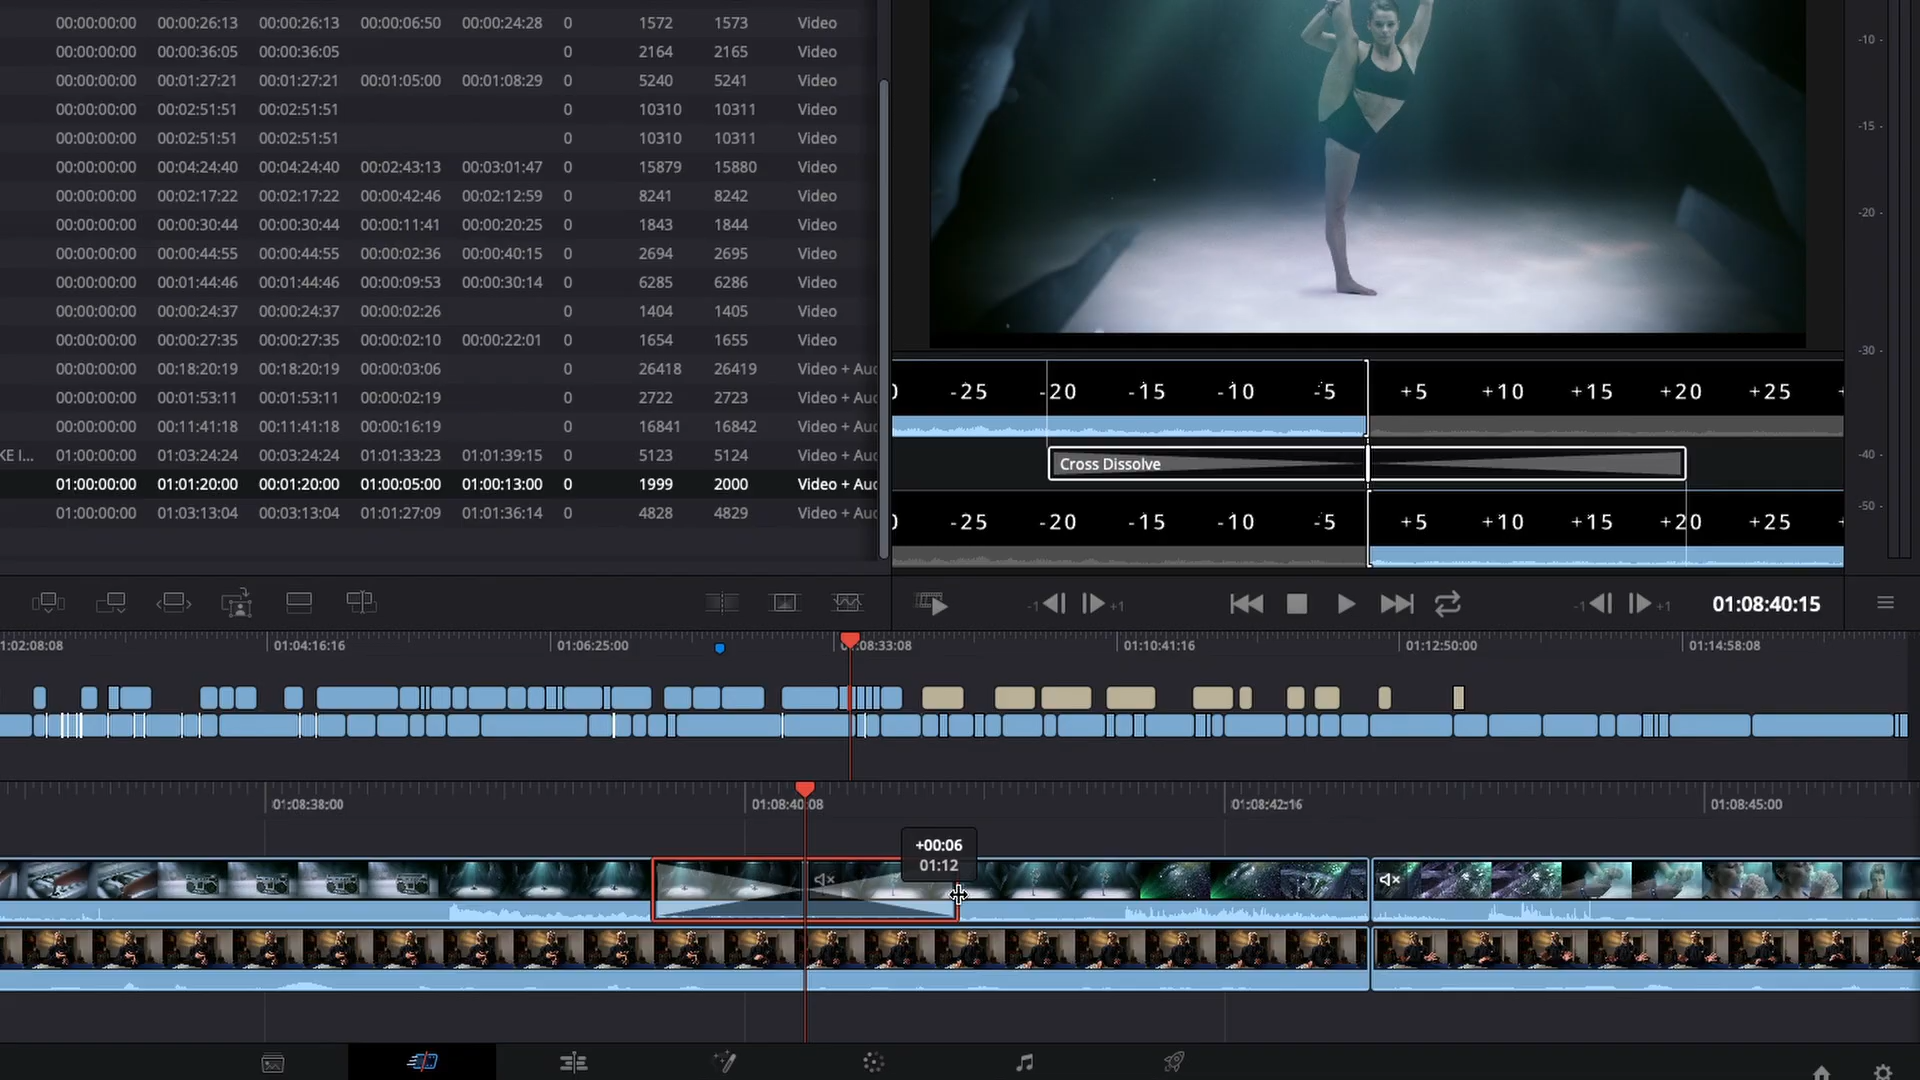 00:00:00:00 00:00:26:13 00:00:26:13 00:00:06:50 00:00:24:28 0 1572 1573 Video
00:00:00:00 00:00:36:05 00:00:36:05 0 2164 2165 Video
00:00:00:00 00:01:27:21 00:01:27:21 00:01:05:00 00:01:08:29 0 5240 5241 Video
00:00:00:00 00:02:51:51 00:02:51:51 0 10310 10311 Video
00:00:00:00 00:02:51:51 00:02:51:51 0 10310 10311 Video
00:00:00:00 00:04:24:40 00:04:24:40 00:02:43:13 00:03:01:47 0 15879 15880 Video
00:00:00:00 00:02:17:22 00:02:17:22 00:00:42:46 00:02:12:59 0 8241 8242 Video
00:00:00:00 00:00:30:44 00:00:30:44 00:00:11:41 00:00:20:25 0 1843 1844 Video
00:00:00:00 00:00:44:55 00:00:44:55 00:00:02:36 00:00:40:15 0 2694 2695 Video
00:00:00:00 00:01:44:46 00:01:44:46 00:00:09:53 00:00:30:14 0 6285 6286 Video
00:00:00:00 00:00:24:37 00:00:24:37 00:00:02:26 0 1404 1405 Video
00:00:00:00 00:00:27:35 00:00:27:35 00:00:02:10 00:00:22:01 0 1654 1655 Video
00:00:00:00 00:18:20:19 00:18:20:19 00:00:03:06 0 26418 26419 Video + Auc
00:00:00:00 00:01:53:11 00:01:53:11 00:00:02:19 0 2722 2723 Video + Auc
00:00:00:00 00:11:41:18 00:11:41:18 00:00:16:19 0 16841 16842 Video + Auc
KE I... 01:00:00:00 01:03:24:24 00:03:24:24 01:01:33:23 01:01:39:15 0 5123 5124 Video + Auc
01:00:00:00 01:01:20:00 00:01:20:00 01:00:05:00 01:00:13:00 0 1999 2000 Video + Auc
01:00:00:00 01:03:13:04 00:03:13:04 01:01:27:09 01:01:36:14 0 4828 4829 Video + Auc
-10
-15
-20
-30
-40
-50
0 -25 -20 -15 -10 -5 +5 +10 +15 +20 +25 +
Cross Dissolve
0 -25 -20 -15 -10 -5 +5 +10 +15 +20 +25 +
-1 +1 -1 +1 01:08:40:15
1:02:08:08 01:04:16:16 01:06:25:00 01:08:33:08 01:10:41:16 01:12:50:00 01:14:58:08
01:08:38:00 01:08:40:08 01:08:42:16 01:08:45:00
+00:06
01:12